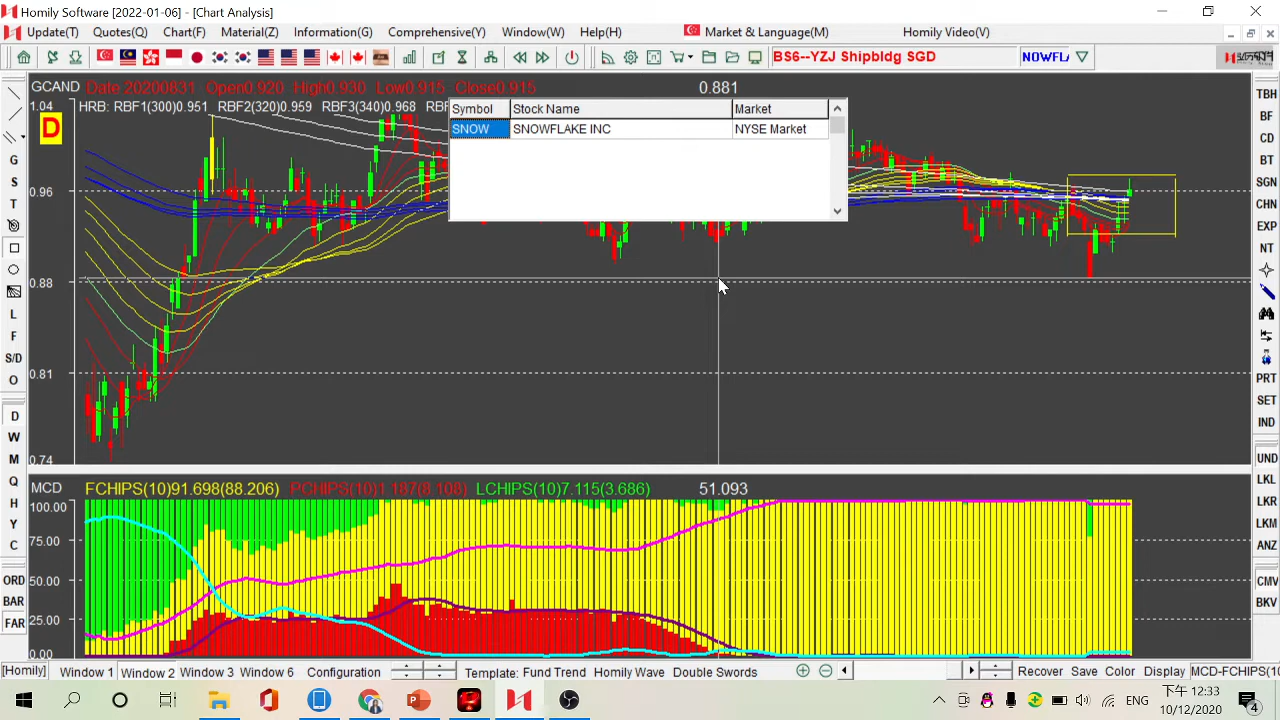 Homily Software [2022-01-06] - [Chart Analysis]
Update(T) Quotes(Z) Chart(F) Material(Z) Information(G) Comprehensive(Y) Window(W) Help(H) Market & Language(M) Homily Video(V)
BS6--YZJ Shipbldg SGD NOWFL
GCAND Date 20200831 Open0.920 High0.930 Low0.915 Close0.915 0.881
1.04 HRB: RBF1(300)0.951 RBF2(320)0.959 RBF3(340)0.968 RBF
D
Symbol Stock Name Market
SNOW SNOWFLAKE INC NYSE Market
0.96
0.88
0.81
0.74
MCD FCHIPS(10)91.698(88.206) PCHIPS(10)1.187(8.108) LCHIPS(10)7.115(3.686) 51.093
100.00
75.00
50.00
25.00
0.00
G
S
T
L
F
S/D
O
D
W
M
Q
H
Y
C
ORD
BAR
FAR
TBH
BF
CD
BT
SGN
CHN
EXP
NT
PRT
SET
IND
UND
LKL
LKR
LKM
ANZ
CMV
BKV
[Homily] Window 1 Window 2 Window 3 Window 6 Configuration Template: Fund Trend Homily Wave Double Swords Recover Save Color Display MCD-FCHIPS(10
下午 12:33
10/12/2020
4